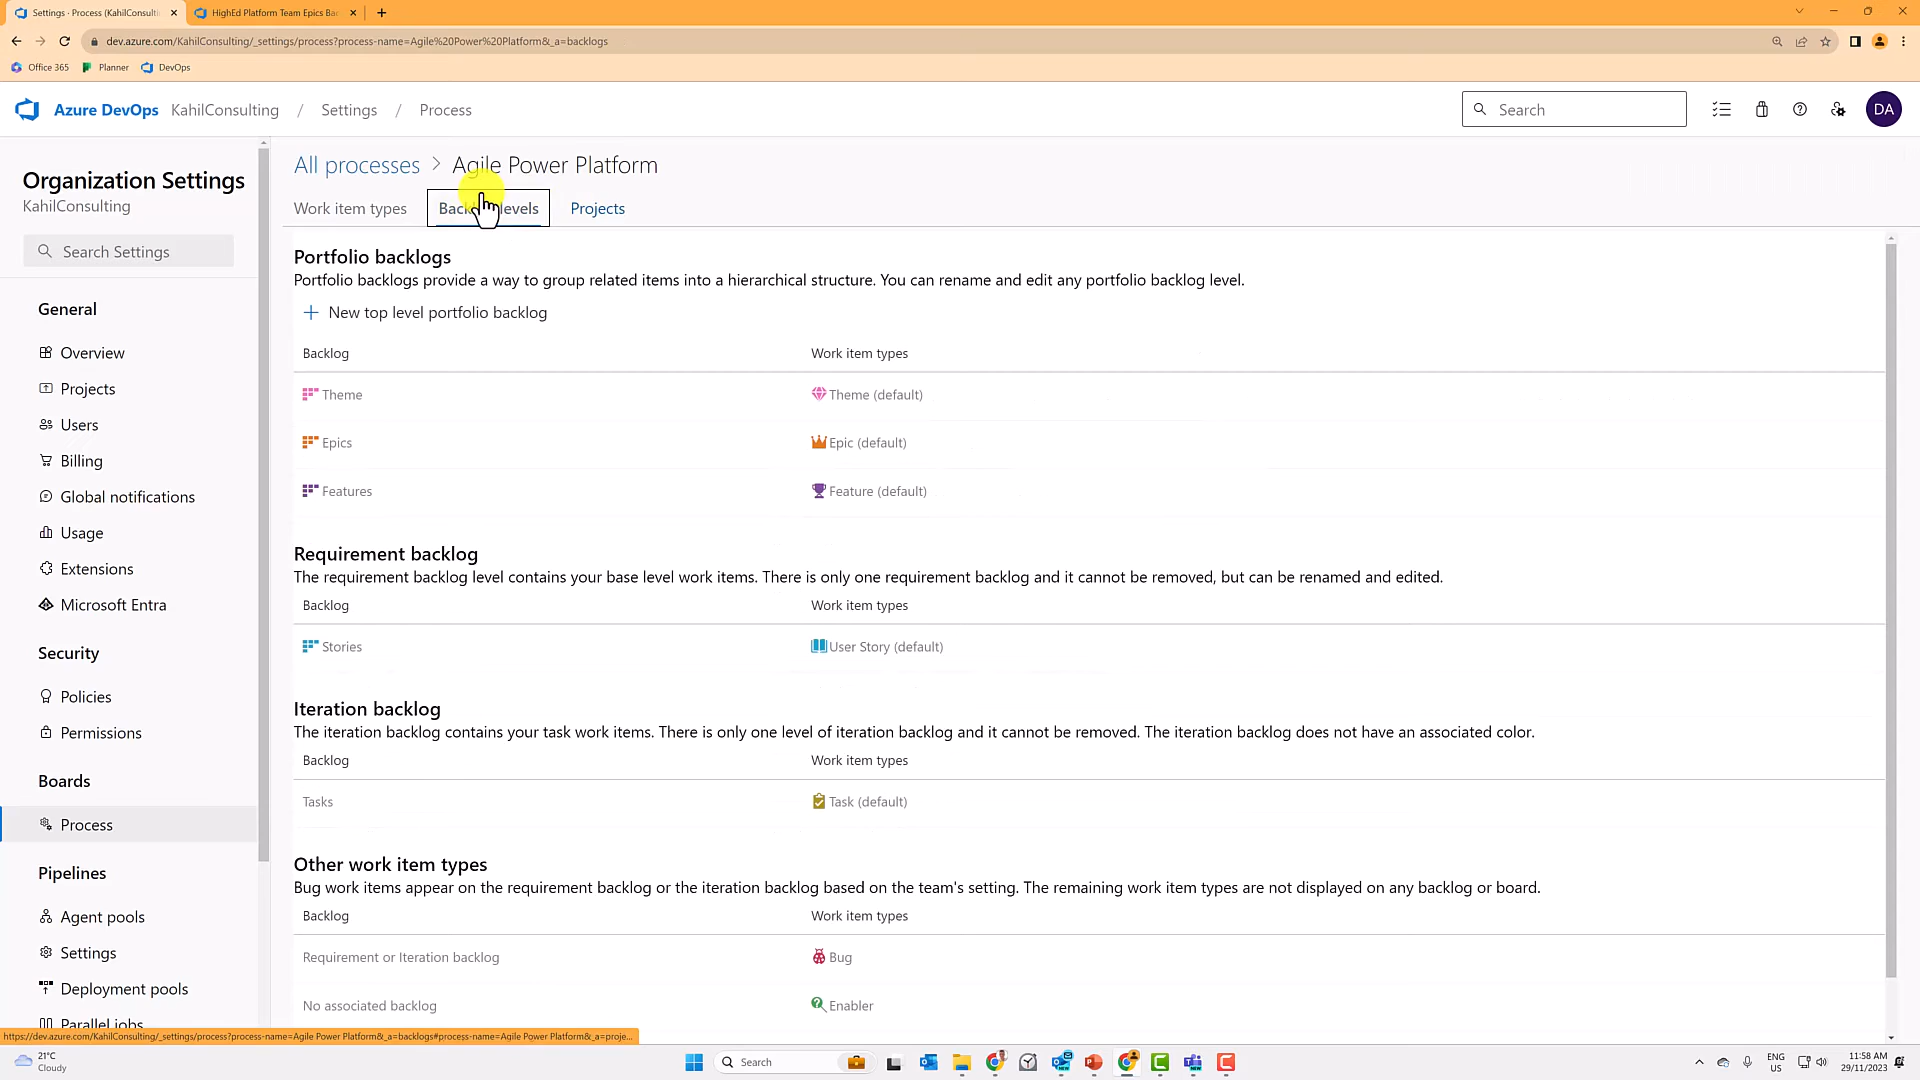 Settings - Process (KahilConsulti
HighEd Platform Team Epics Bac
dev.azure.com/KahilConsulting/_settings/process?process-name=Agile%20Power%20Platform&_a=backlogs
Office 365
Planner
DevOps
Azure DevOps
KahilConsulting
/
Settings
/
Process
Search
DA
Organization Settings
KahilConsulting
Search Settings
General
Overview
Projects
Users
Billing
Global notifications
Usage
Extensions
Microsoft Entra
Security
Policies
Permissions
Boards
Process
Pipelines
Agent pools
Settings
Deployment pools
Parallel jobs
All processes > Agile Power Platform
Work item types
Backlog levels
Projects
Portfolio backlogs
Portfolio backlogs provide a way to group related items into a hierarchical structure. You can rename and edit any portfolio backlog level.
New top level portfolio backlog
Backlog
Work item types
Theme
Theme (default)
Epics
Epic (default)
Features
Feature (default)
Requirement backlog
The requirement backlog level contains your base level work items. There is only one requirement backlog and it cannot be removed, but can be renamed and edited.
Backlog
Work item types
Stories
User Story (default)
Iteration backlog
The iteration backlog contains your task work items. There is only one level of iteration backlog and it cannot be removed. The iteration backlog does not have an associated color.
Backlog
Work item types
Tasks
Task (default)
Other work item types
Bug work items appear on the requirement backlog or the iteration backlog based on the team's setting. The remaining work item types are not displayed on any backlog or board.
Backlog
Work item types
Requirement or Iteration backlog
Bug
No associated backlog
Enabler
https://dev.azure.com/KahilConsulting/_settings/process?process-name=Agile Power Platform&_a=backlogs#process-name=Agile Power Platform&_a=proje...
21°C
Cloudy
Search
ENG
US
11:58 AM
29/11/2023